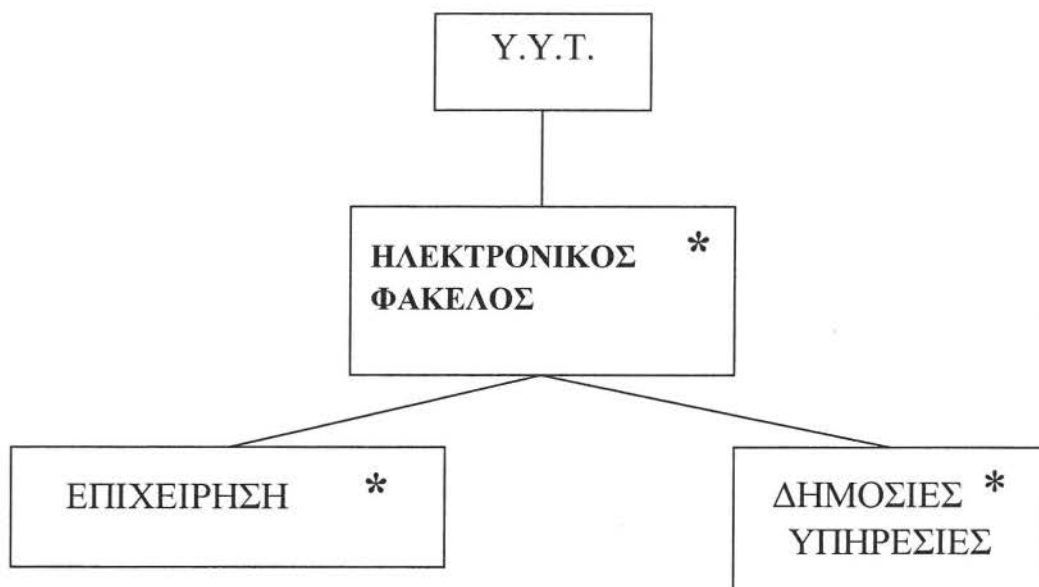 Υ.Υ.Τ.
ΗΛΕΚΤΡΟΝΙΚΟΣ *
ΦΑΚΕΛΟΣ
ΕΠΙΧΕΙΡΗΣΗ *
ΔΗΜΟΣΙΕΣ *
ΥΠΗΡΕΣΙΕΣ